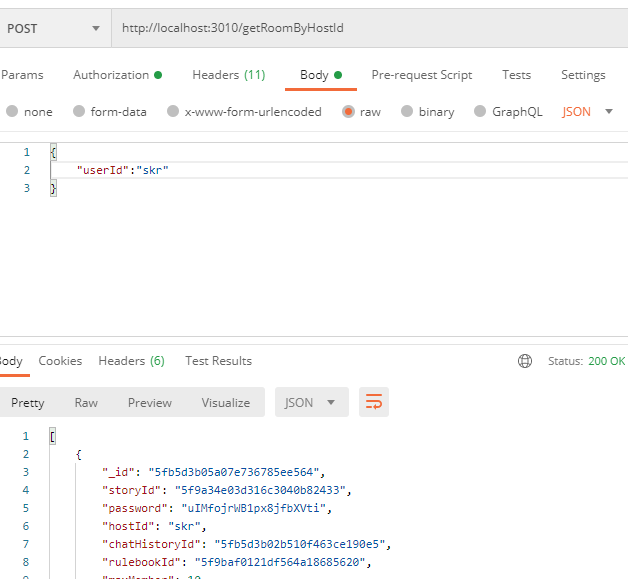 POST http://localhost:3010/getRoomByHostId
Params Authorization Headers (11) Body Pre-request Script Tests Settings
none form-data x-www-form-urlencoded raw binary GraphQL JSON
1 {
2 "userId":"skr"
3 }
Body Cookies Headers (6) Test Results Status: 200 OK
Pretty Raw Preview Visualize JSON
1 [
2 {
3 "_id": "5fb5d3b05a07e736785ee564",
4 "storyId": "5f9a34e03d316c3040b82433",
5 "password": "uIMfojrWB1px8jfbXVti",
6 "hostId": "skr",
7 "chatHistoryId": "5fb5d3b02b510f463ce190e5",
8 "rulebookId": "5f9baf0121df564a18685620",
9 "maxMember": 10